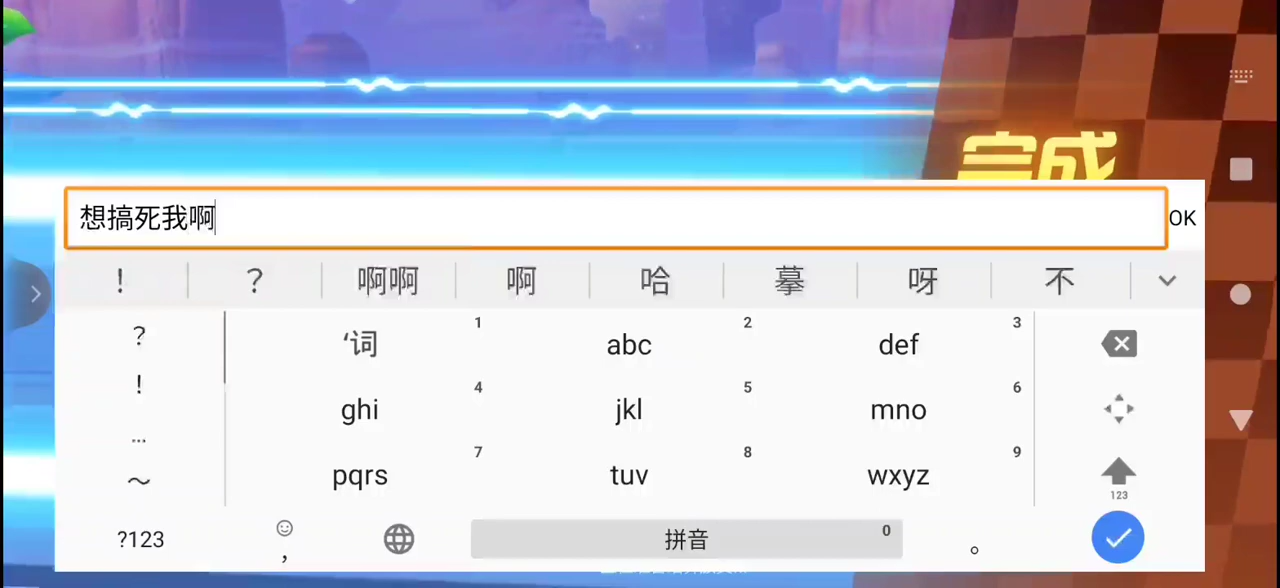 完成
想搞死我啊
OK
! ? 啊啊 啊 哈 摹 呀 不
? ‘词 1 abc 2 def 3
! ghi 4 jkl 5 mno 6
... pqrs 7 tuv 8 wxyz 9
～ 123
?123 , 拼音 0 。